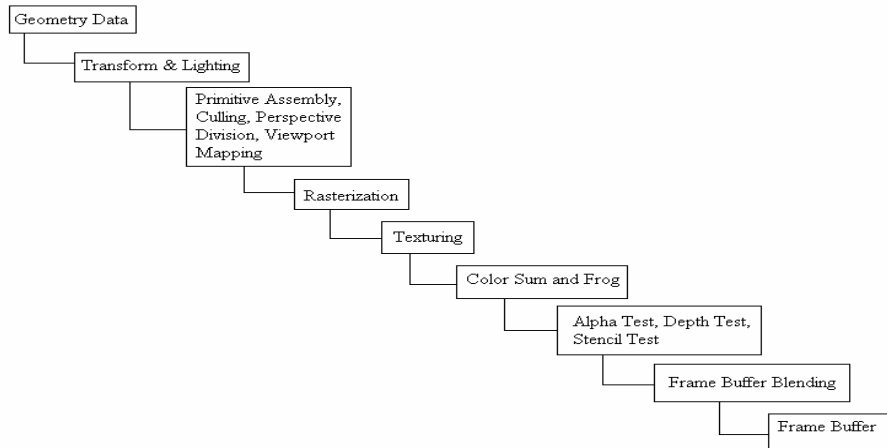 Geometry Data
Transform & Lighting
Primitive Assembly,
Culling, Perspective
Division, Viewport
Mapping
Rasterization
Texturing
Color Sum and Frog
Alpha Test, Depth Test,
Stencil Test
Frame Buffer Blending
Frame Buffer